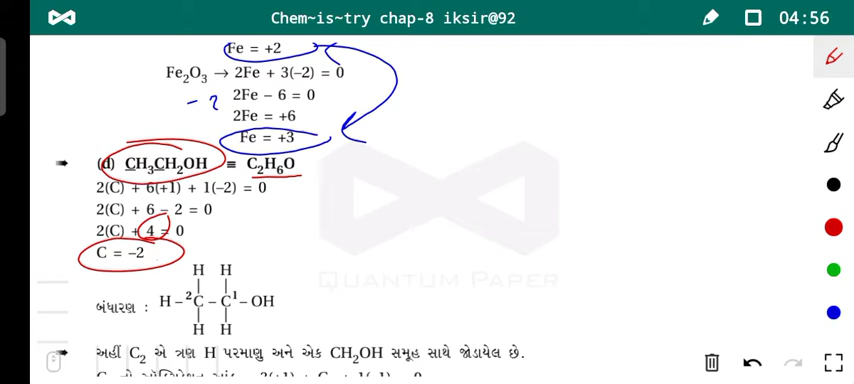 Chem~is~try chap-8 iksir@92
04:56
Fe = +2
Fe₂O₃ → 2Fe + 3(−2) = 0
2Fe − 6 = 0
2Fe = +6
Fe = +3
(d) CH₃CH₂OH ≡ C₂H₆O
2(C) + 6(+1) + 1(−2) = 0
2(C) + 6 − 2 = 0
2(C) + 4 = 0
C = −2
QUANTUM PAPER
H H
બંધારણ : H − ²C − C¹ − OH
H H
અહીં C₂ એ ત્રણ H પરમાણુ અને એક CH₂OH સમૂહ સાથે જોડાયેલ છે.